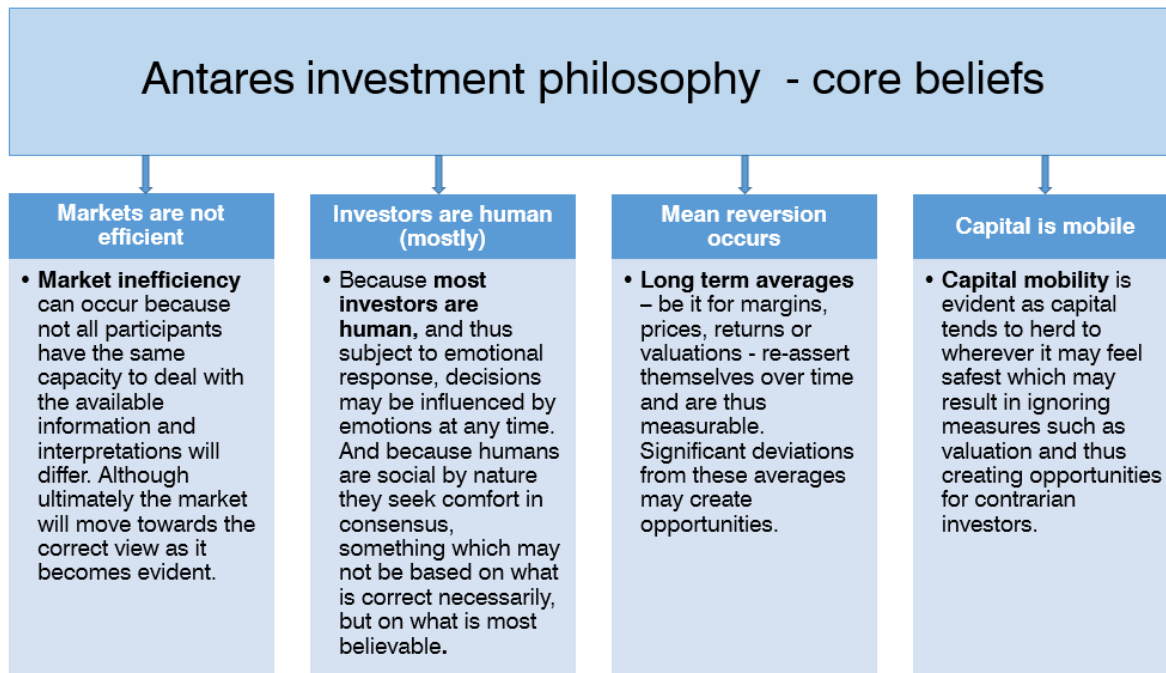 Antares investment philosophy  - core beliefs
Markets are not
efficient
• Market inefficiency
can occur because
not all participants
have the same
capacity to deal with
the available
information and
interpretations will
differ. Although
ultimately the market
will move towards the
correct view as it
becomes evident.
Investors are human
(mostly)
• Because most
investors are
human, and thus
subject to emotional
response, decisions
may be influenced by
emotions at any time.
And because humans
are social by nature
they seek comfort in
consensus,
something which may
not be based on what
is correct necessarily,
but on what is most
believable.
Mean reversion
occurs
• Long term averages
– be it for margins,
prices, returns or
valuations - re-assert
themselves over time
and are thus
measurable.
Significant deviations
from these averages
may create
opportunities.
Capital is mobile
• Capital mobility is
evident as capital
tends to herd to
wherever it may feel
safest which may
result in ignoring
measures such as
valuation and thus
creating opportunities
for contrarian
investors.